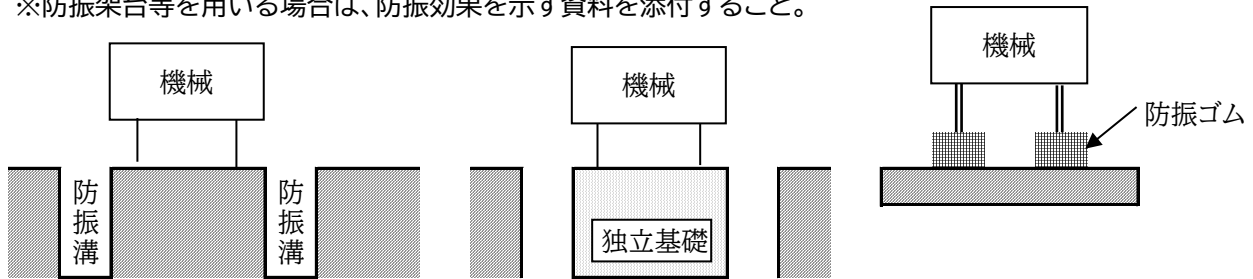 ※防振架台等を用いる場合は、防振効果を示す資料を添付すること。
機械
防振溝
防振溝
機械
独立基礎
機械
防振ゴム